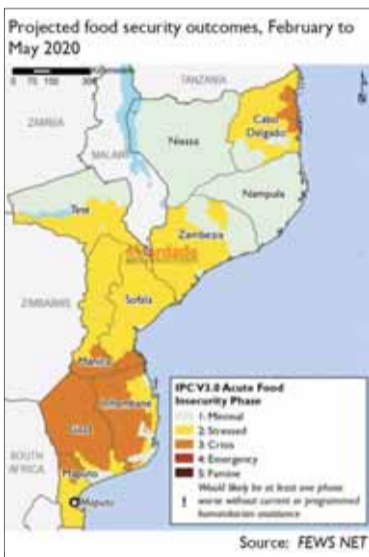 Projected food security outcomes, February to
May 2020
TANZANIA
ZAMBIA
MALAWI
Cabo
Delgado
Niassa
Nampula
Tete
Zambezia
Sofala
ZIMBABWE
Manica
Inhambane
Gaza
SOUTH
AFRICA
Maputo
Maputo
IPC V3.0 Acute Food
Insecurity Phase
1: Minimal
2: Stressed
3: Crisis
4: Emergency
5: Famine
! Would likely be at least one phase
worse without current or programmed
humanitarian assistance
Source: FEWS NET